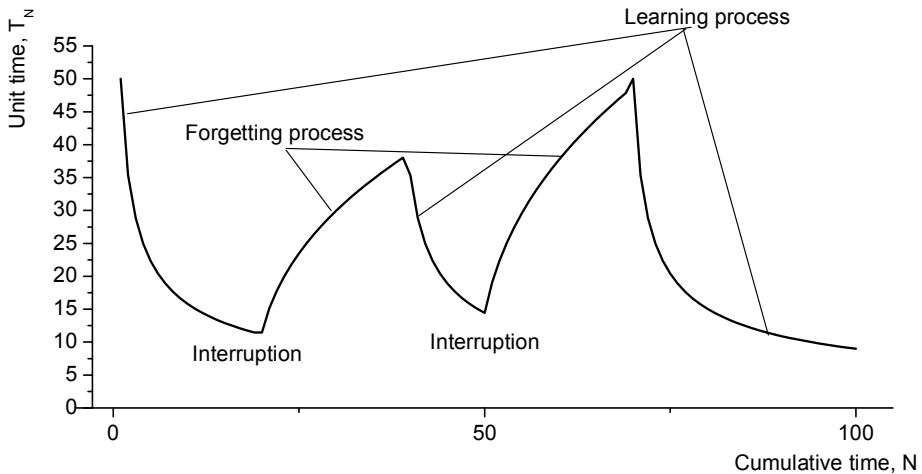 Learning process
Unit time, T_N
55
50
45
40
35
30
25
20
15
10
5
0
Forgetting process
Interruption
Interruption
0
50
100
Cumulative time, N